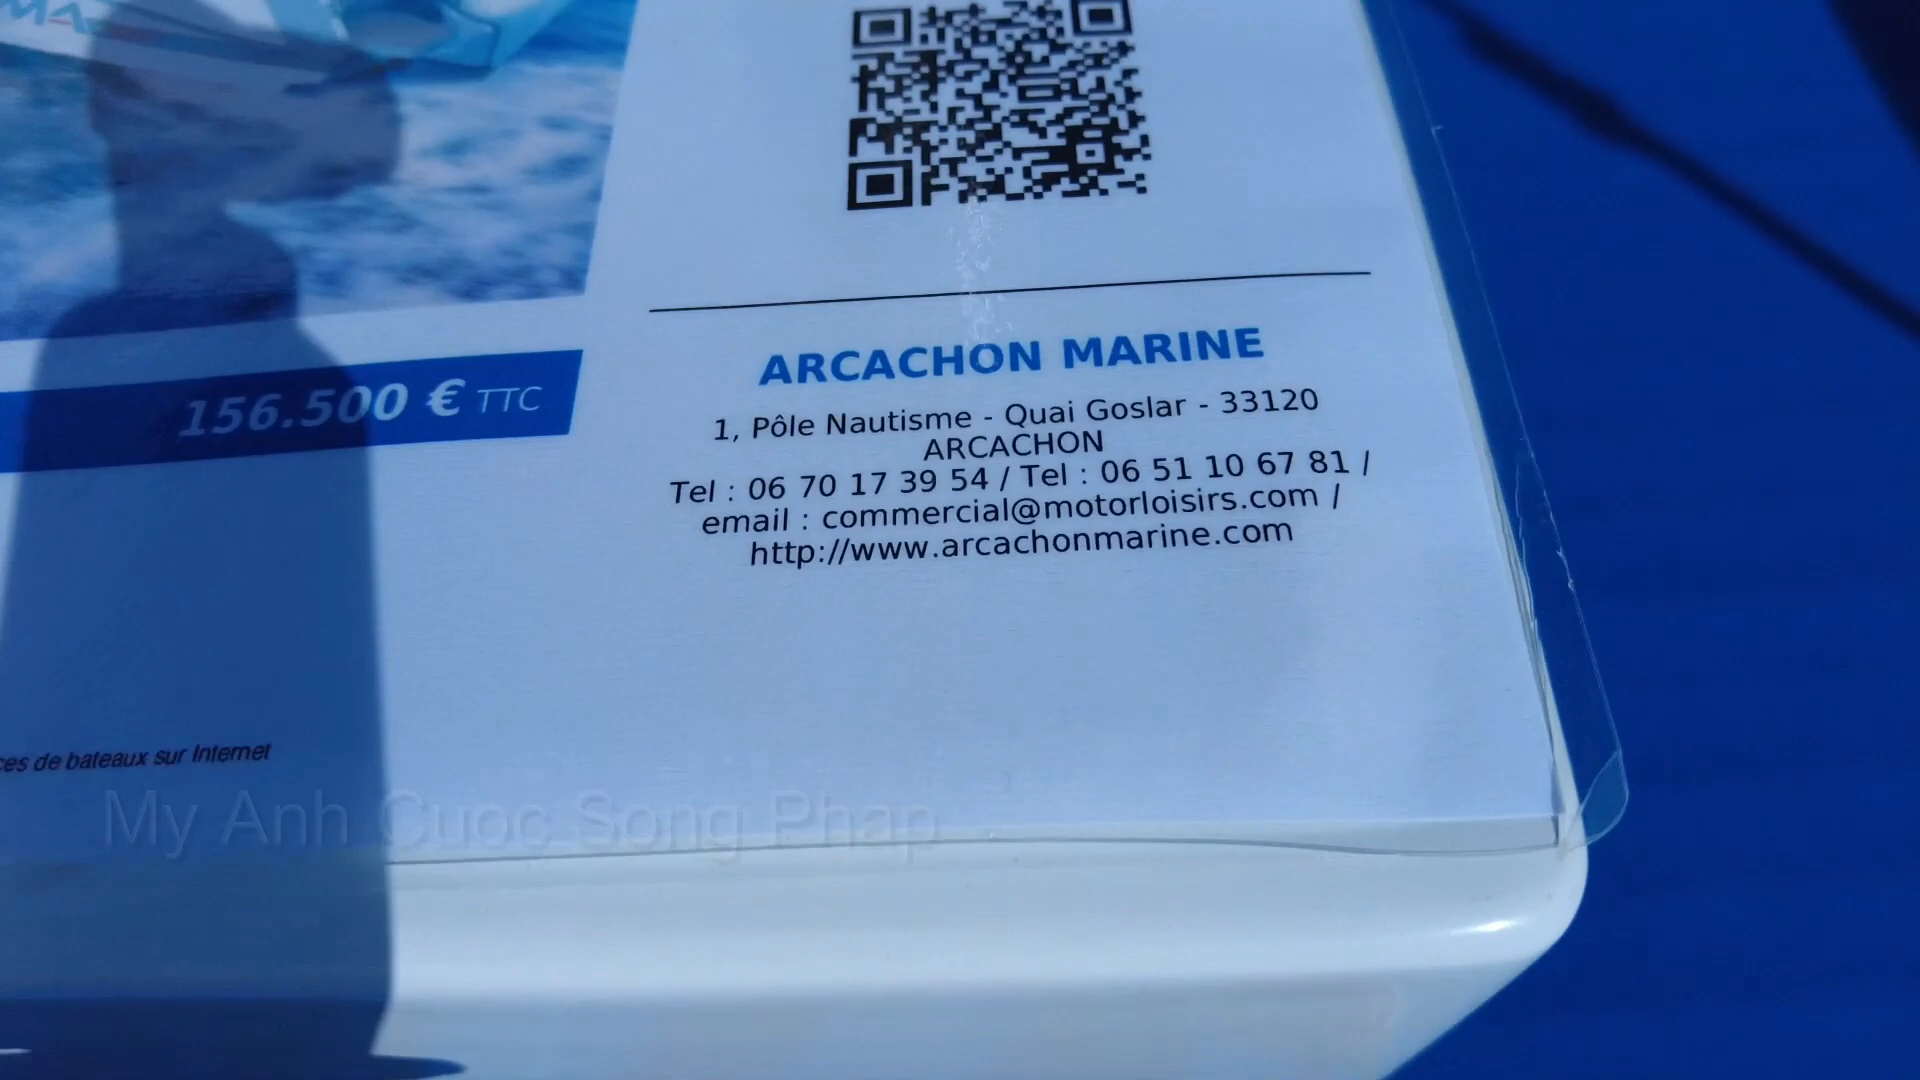 156.500 € TTC
ARCACHON MARINE
1, Pôle Nautisme - Quai Goslar - 33120
ARCACHON
Tel : 06 70 17 39 54 / Tel : 06 51 10 67 81 /
email : commercial@motorloisirs.com /
http://www.arcachonmarine.com
de bateaux sur Internet
My Anh Cuoc Song Phap